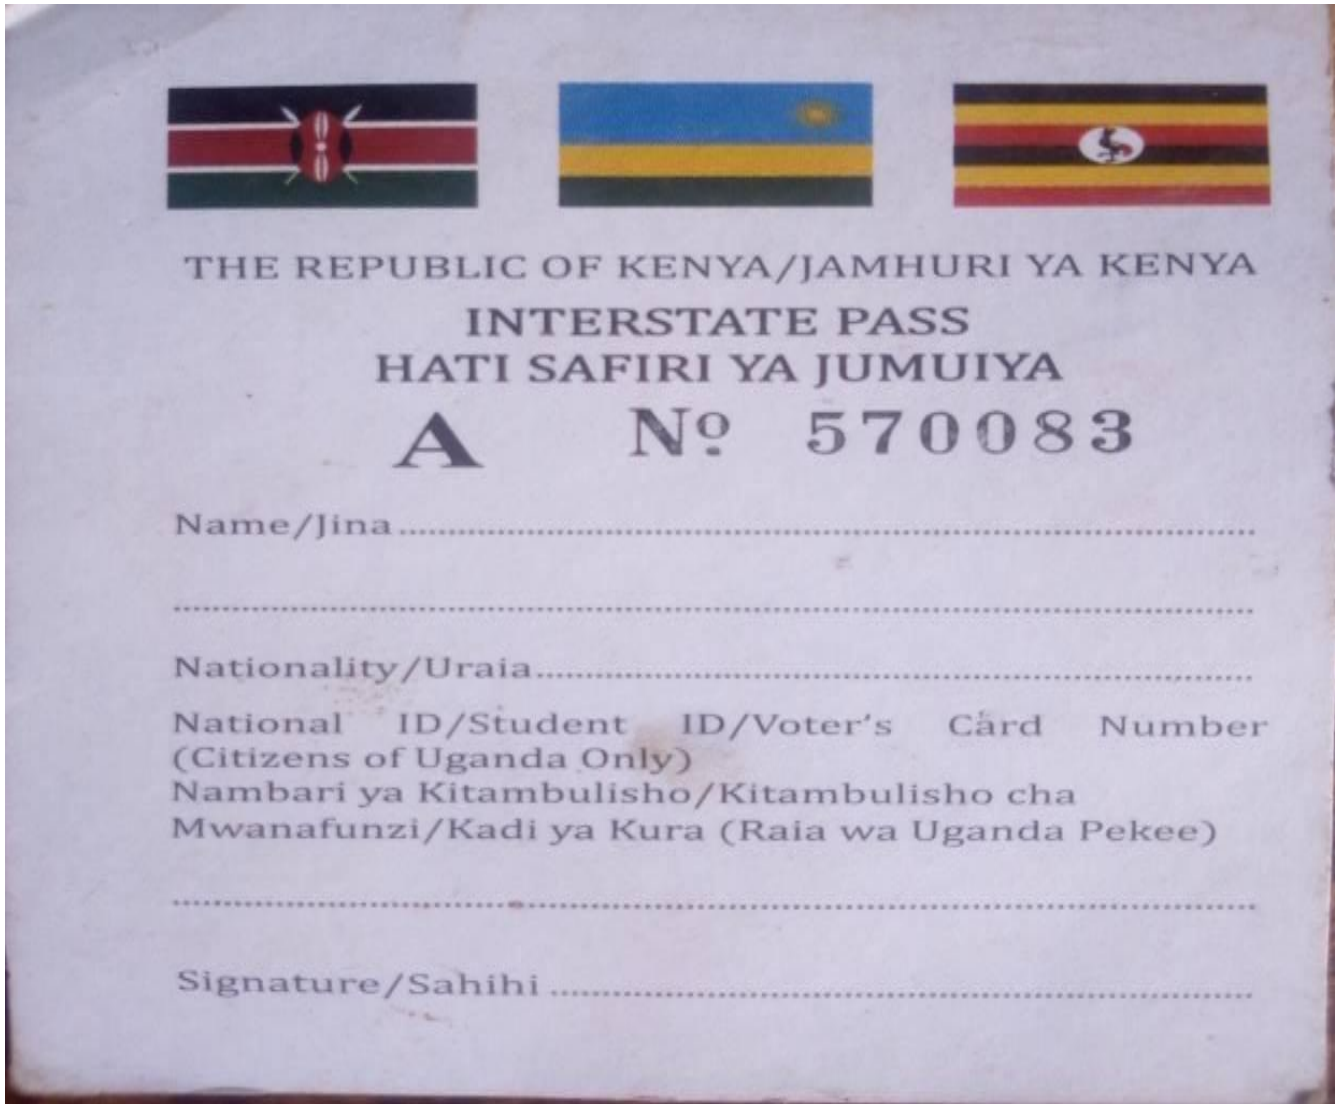 THE REPUBLIC OF KENYA/JAMHURI YA KENYA
INTERSTATE PASS
HATI SAFIRI YA JUMUIYA
A Nº 570083
Name/Jina
Nationality/Uraia
National ID/Student ID/Voter's Card Number
(Citizens of Uganda Only)
Nambari ya Kitambulisho/Kitambulisho cha
Mwanafunzi/Kadi ya Kura (Raia wa Uganda Pekee)
Signature/Sahihi